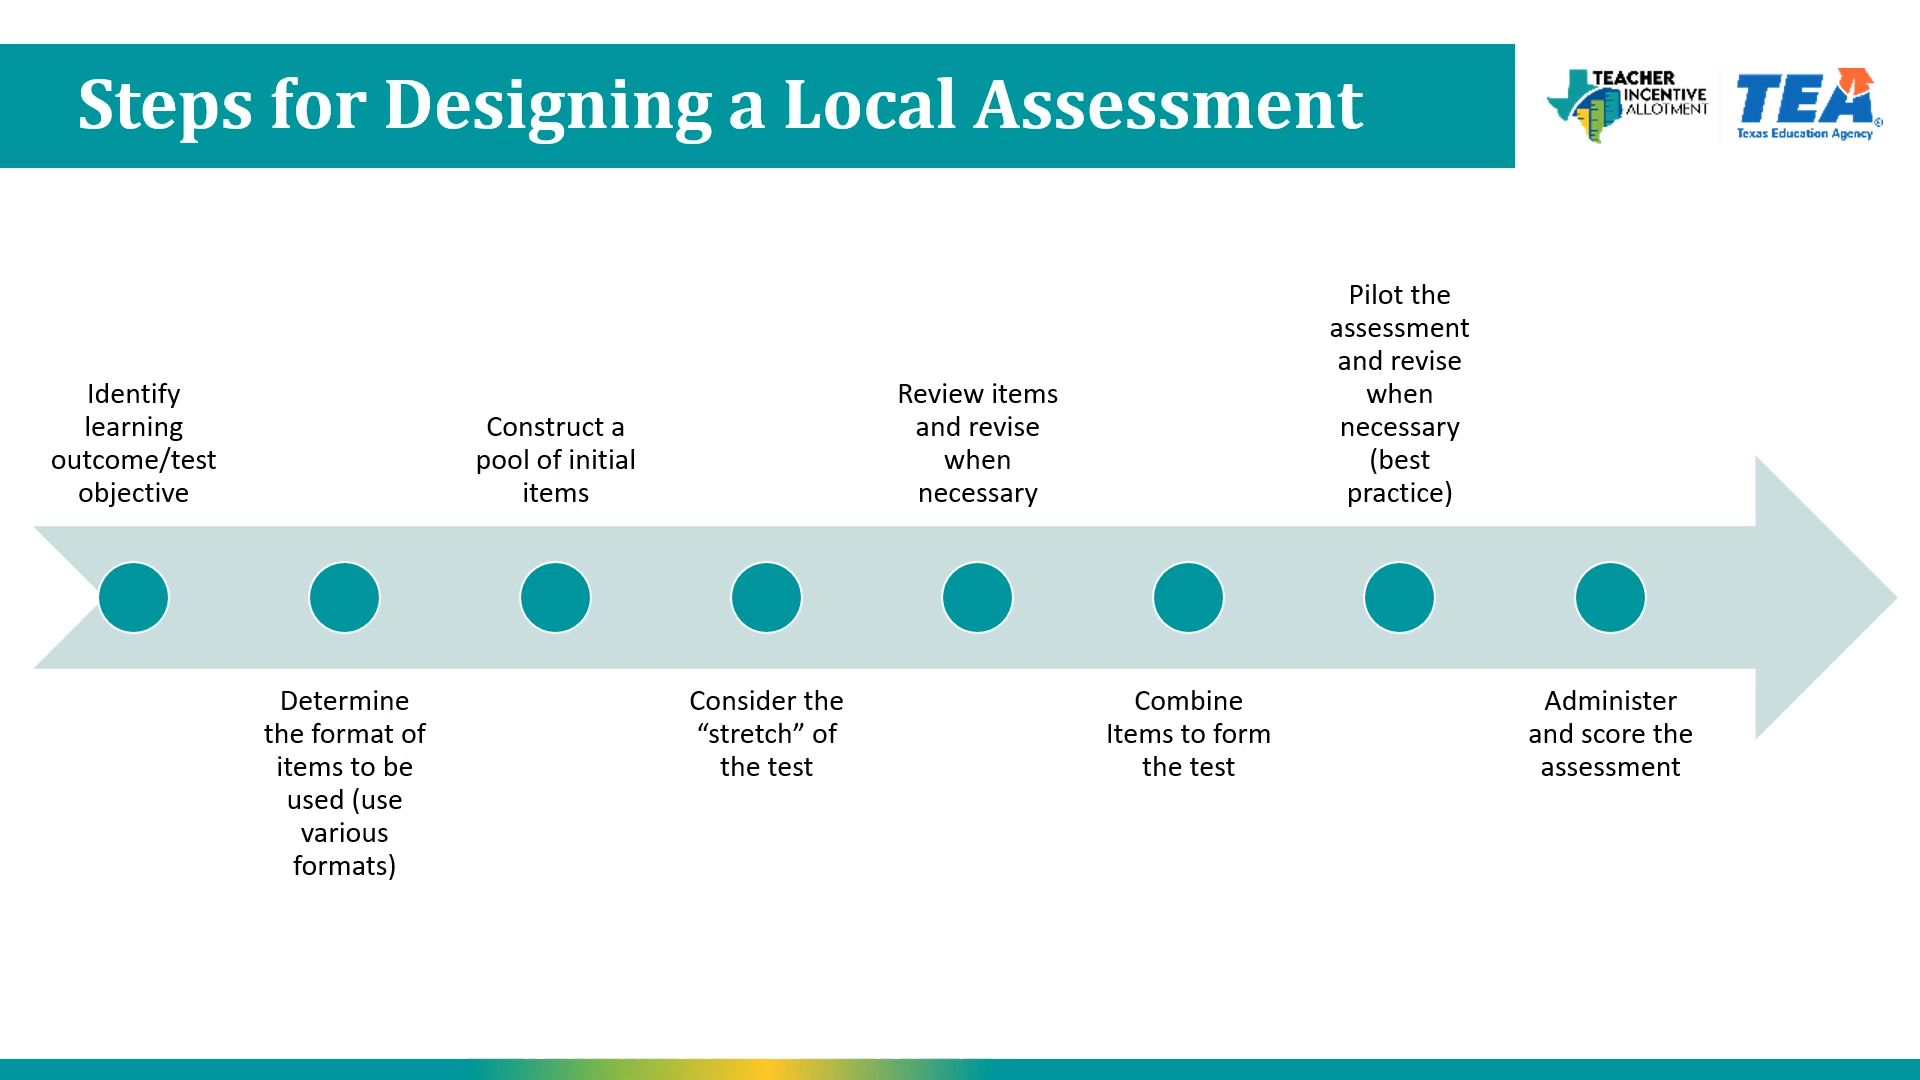 Steps for Designing a Local Assessment
TEACHER
INCENTIVE
ALLOTMENT
TEA®
Texas Education Agency
Identify
learning
outcome/test
objective
Determine
the format of
items to be
used (use
various
formats)
Construct a
pool of initial
items
Consider the
“stretch” of
the test
Review items
and revise
when
necessary
Combine
Items to form
the test
Pilot the
assessment
and revise
when
necessary
(best
practice)
Administer
and score the
assessment